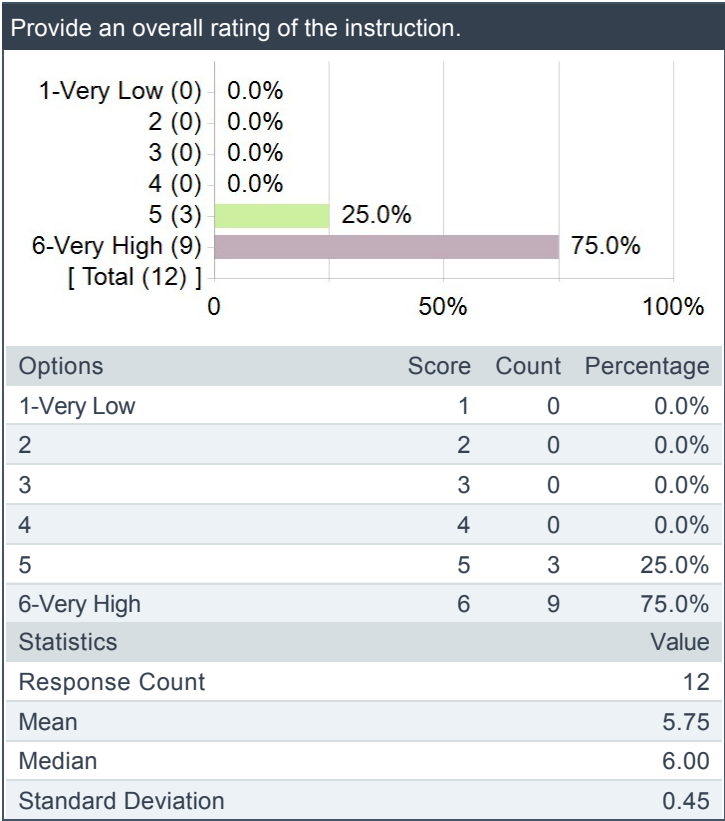 Provide an overall rating of the instruction.
1-Very Low (0) 0.0%
2 (0) 0.0%
3 (0) 0.0%
4 (0) 0.0%
5 (3) 25.0%
6-Very High (9) 75.0%
[ Total (12) ]
0 50% 100%
Options Score Count Percentage
1-Very Low 1 0 0.0%
2 2 0 0.0%
3 3 0 0.0%
4 4 0 0.0%
5 5 3 25.0%
6-Very High 6 9 75.0%
Statistics Value
Response Count 12
Mean 5.75
Median 6.00
Standard Deviation 0.45